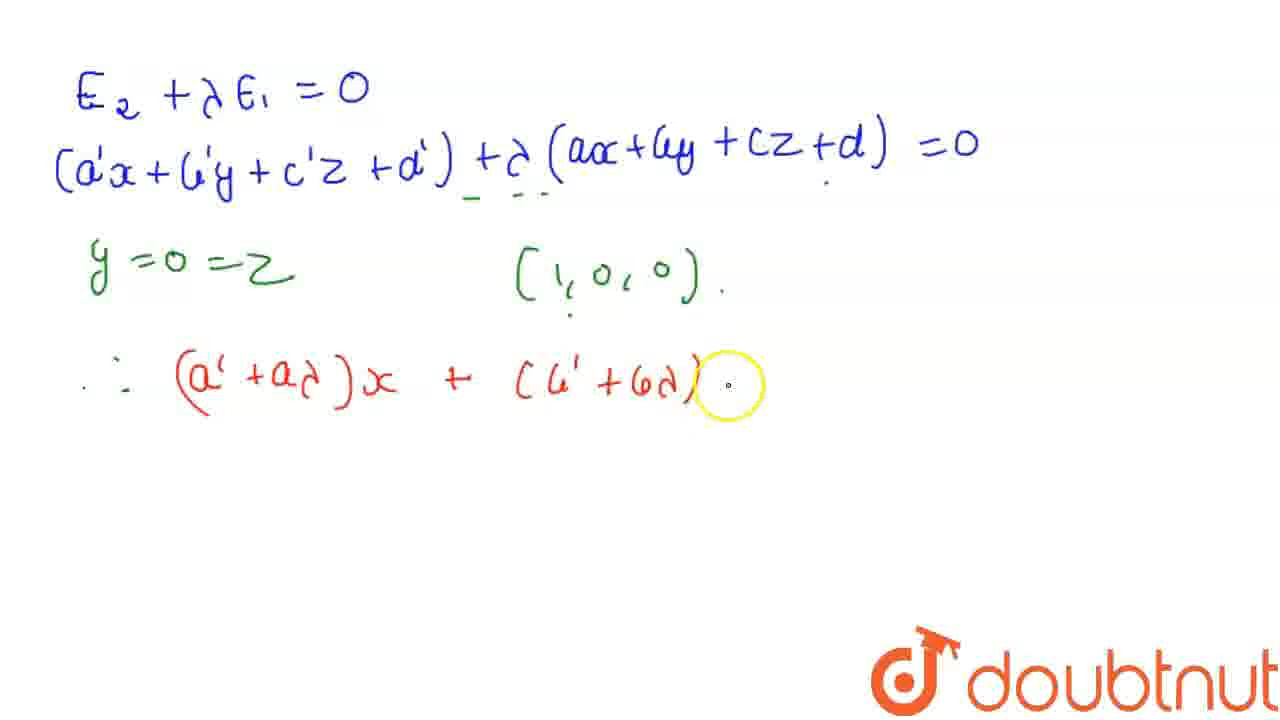 E₂ + λE₁ = 0
(a'x + b'y + c'z + d') + λ(ax + by + cz + d) = 0
y = 0 = z (1, 0, 0).
∴ (a' + aλ)x + (b' + bλ)
doubtnut